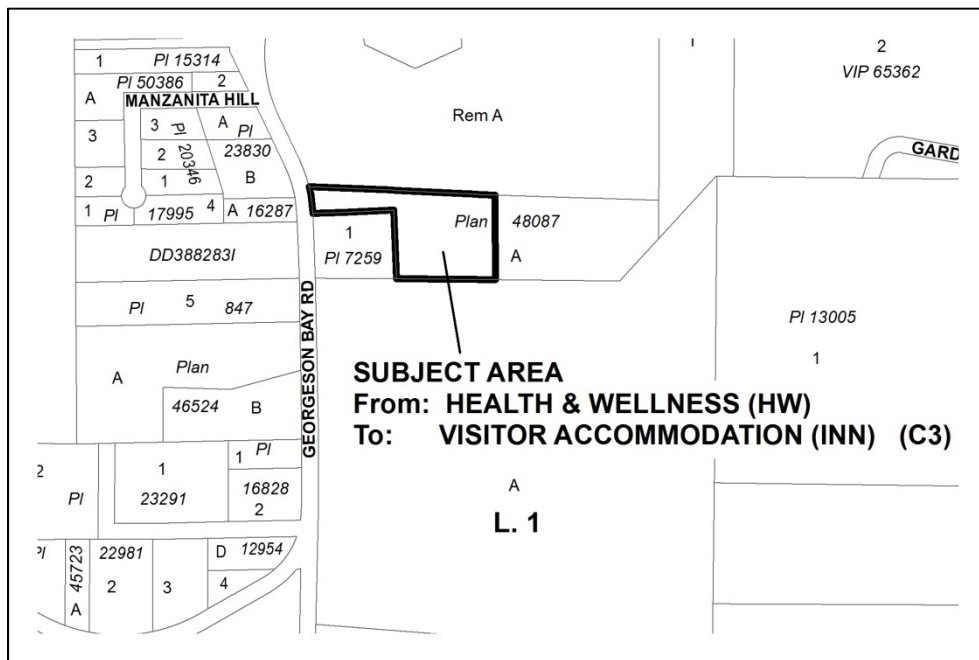 1 Pl 15314
Pl 50386 2
A MANZANITA HILL
3 Pl A Pl
3
2 20346 23830
2 1 B
1 Pl 17995 4 A 16287
DD388283I
Pl 5 847
A Plan
46524 B
1 Pl
2 1
Pl 23291 16828
2
Pl 45723 22981 D 12954
A 2 3 4
GEORGESON BAY RD
Rem A
2
VIP 65362
GARD
Plan 48087
1 A
Pl 7259
Pl 13005
1
SUBJECT AREA
From: HEALTH & WELLNESS (HW)
To: VISITOR ACCOMMODATION (INN) (C3)
A
L. 1